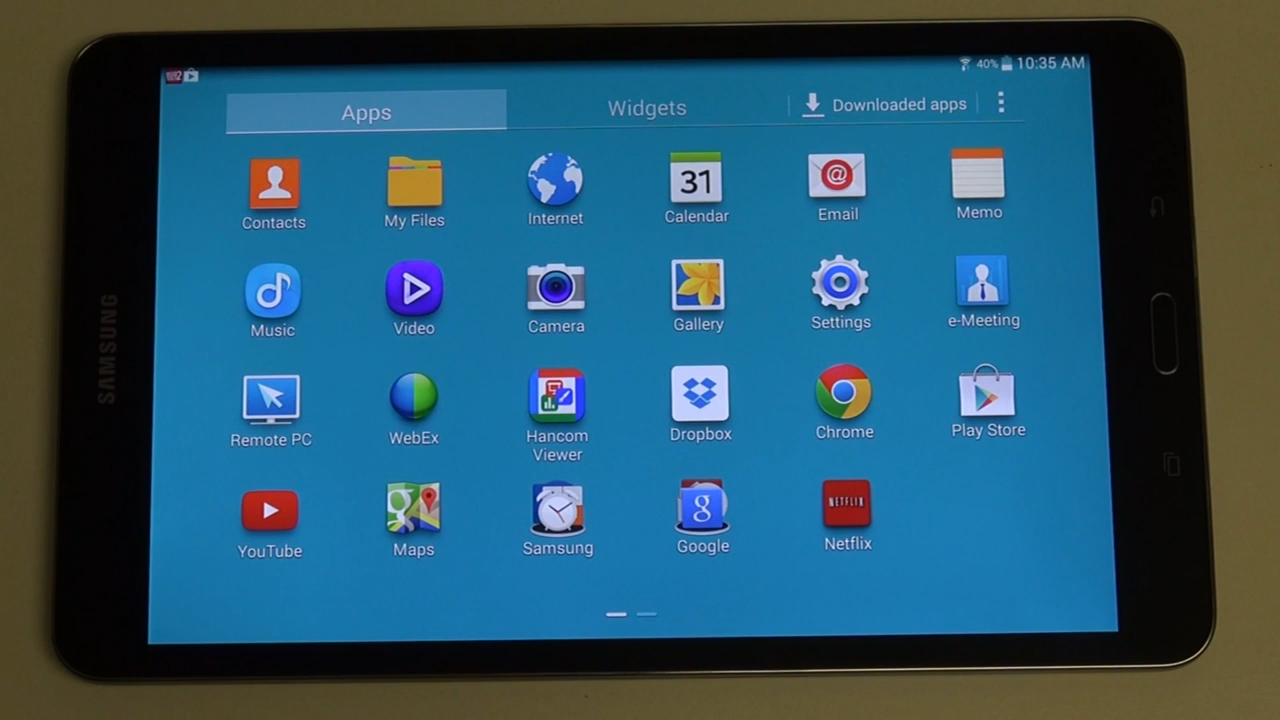 40% 10:35 AM
Apps Widgets Downloaded apps
31 @
Contacts My Files Internet Calendar Email Memo
Music Video Camera Gallery Settings e-Meeting
Remote PC WebEx Hancom Viewer Dropbox Chrome Play Store
g NETFLIX
YouTube Maps Samsung Google Netflix
SAMSUNG